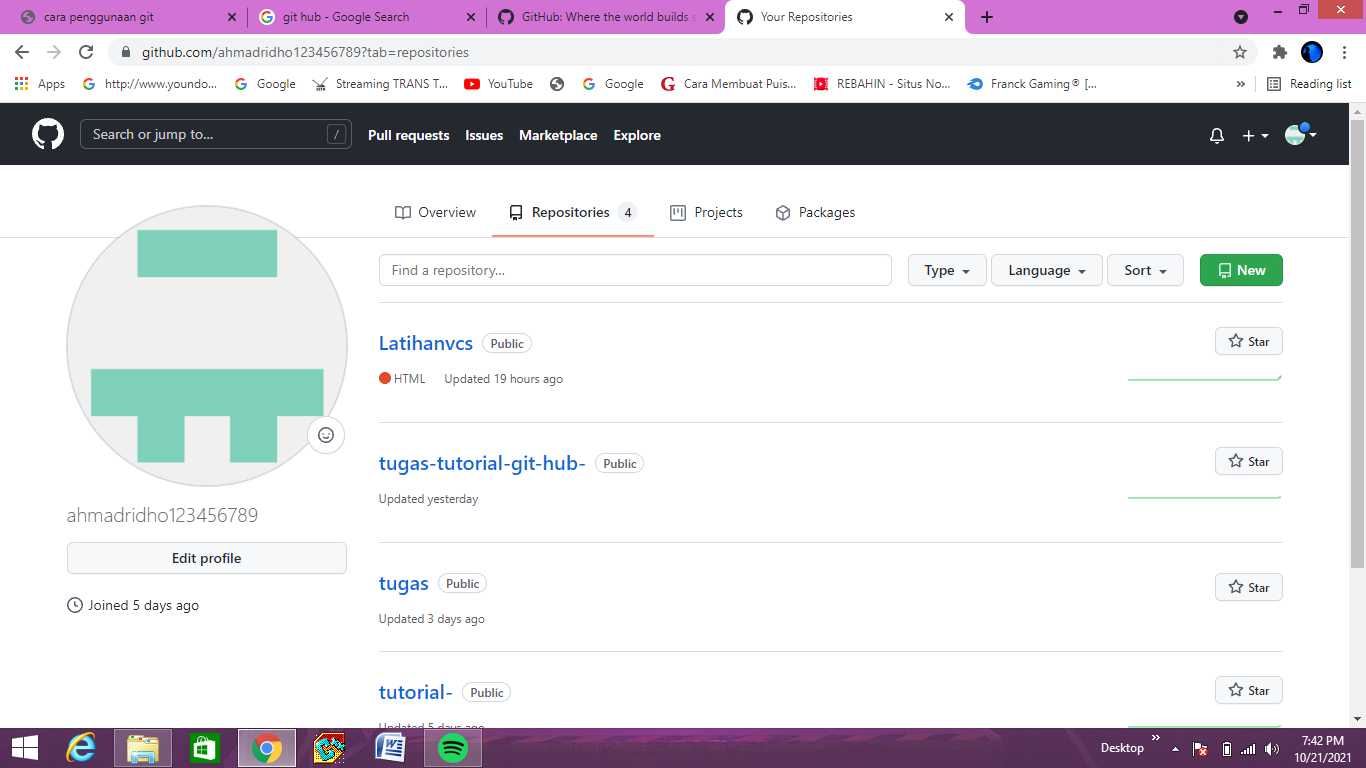 cara penggunaan git
git hub - Google Search
GitHub: Where the world builds s
Your Repositories
github.com/ahmadridho123456789?tab=repositories
Apps
http://www.youndo...
Google
Streaming TRANS T...
YouTube
Google
Cara Membuat Puis...
REBAHIN - Situs No...
Franck Gaming® [...
»
Reading list
Search or jump to...
/
Pull requests
Issues
Marketplace
Explore
Overview
Repositories 4
Projects
Packages
Find a repository...
Type
Language
Sort
New
Latihanvcs Public
Star
HTML Updated 19 hours ago
tugas-tutorial-git-hub- Public
Star
Updated yesterday
ahmadridho123456789
Edit profile
Joined 5 days ago
tugas Public
Star
Updated 3 days ago
tutorial- Public
Star
Updated 5 days ago
Desktop
»
7:42 PM
10/21/2021